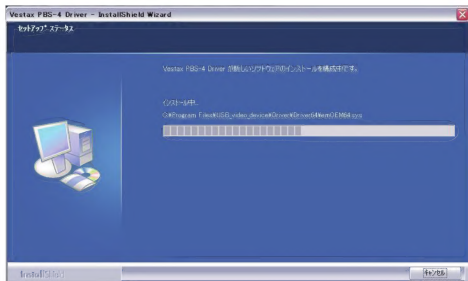 Vestax PBS-4 Driver - InstallShield Wizard
セットアップ ステータス
Vestax PBS-4 Driver が新しいソフトウェアのインストールを構成中です。
インストール中
C:¥Program Files¥USB_video_device¥Driver¥Driver64¥emOEM64.sys
InstallShield
キャンセル